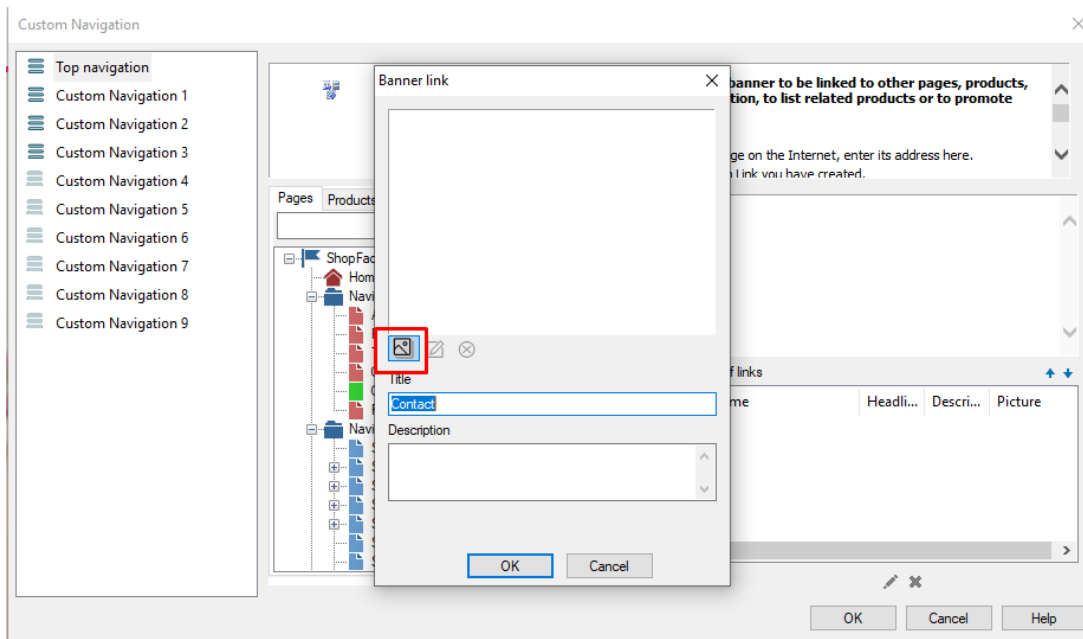 Custom Navigation
Top navigation
Custom Navigation 1
Custom Navigation 2
Custom Navigation 3
Custom Navigation 4
Custom Navigation 5
Custom Navigation 6
Custom Navigation 7
Custom Navigation 8
Custom Navigation 9
banner to be linked to other pages, products,
tion, to list related products or to promote
ge on the Internet, enter its address here.
Link you have created.
Pages Products
ShopFac
Hom
Navi
Navi
Banner link
Title
Contact
Description
OK Cancel
f links
me Headli... Descri... Picture
OK Cancel Help